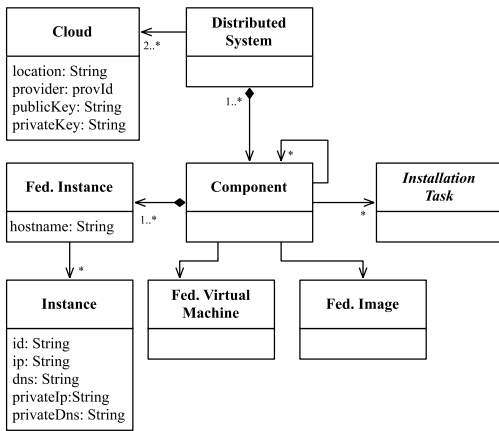 Cloud
location: String
provider: provId
publicKey: String
privateKey: String
Distributed
System
2..*
1..*
*
Fed. Instance
hostname: String
1..*
Component
*
Installation
Task
*
Instance
id: String
ip: String
dns: String
privateIp:String
privateDns: String
Fed. Virtual
Machine
Fed. Image